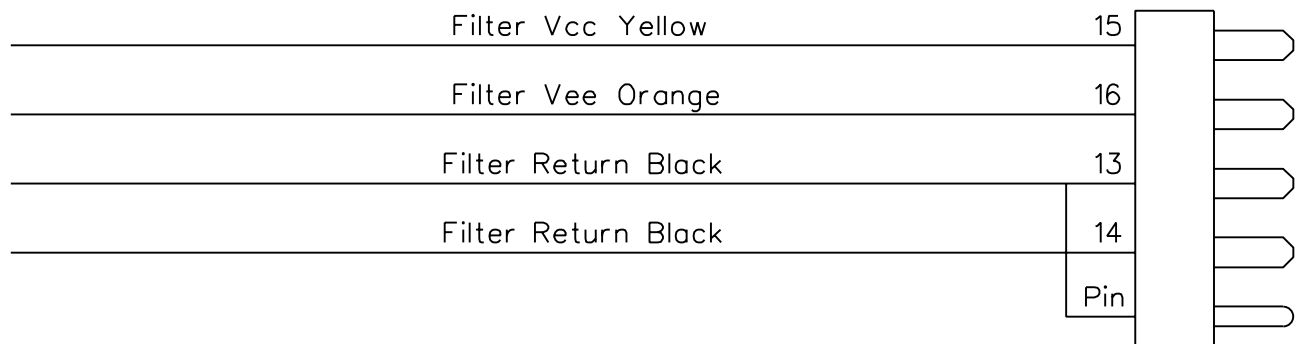 Filter Vcc Yellow 15
Filter Vee Orange 16
Filter Return Black 13
Filter Return Black 14
Pin